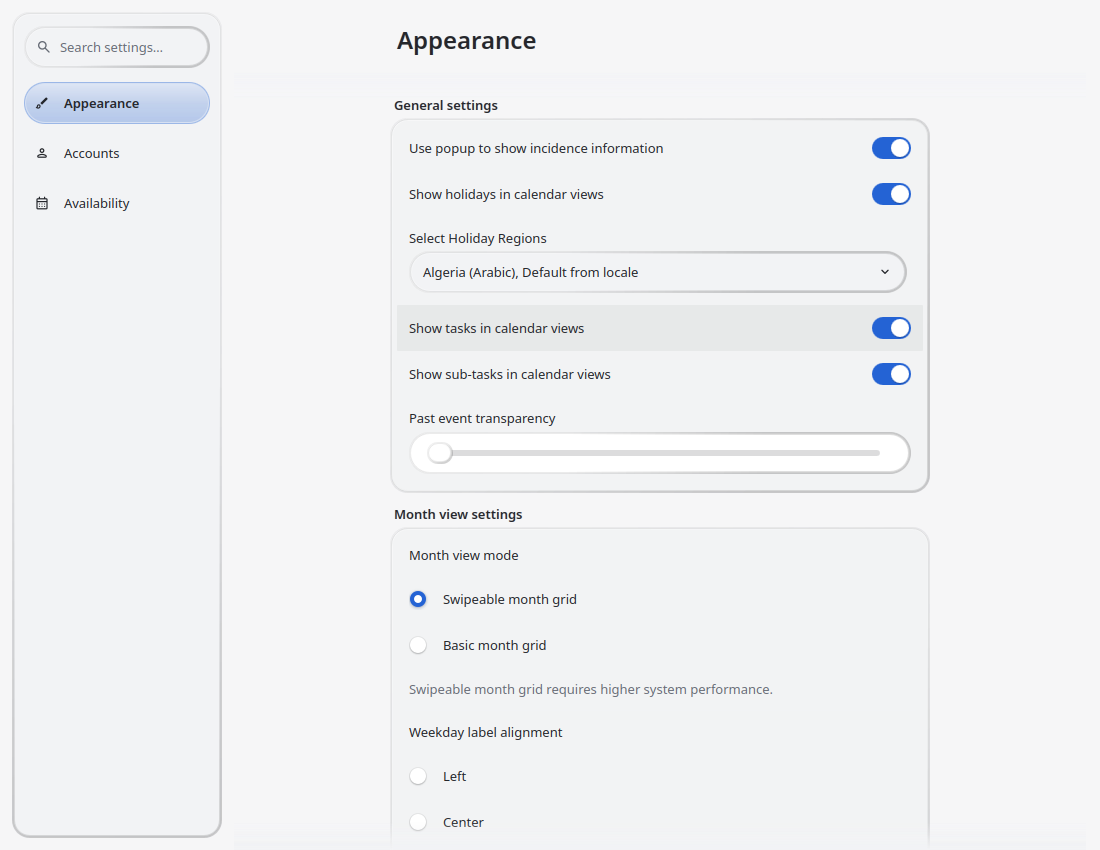 Search settings...
Appearance
Accounts
Availability
Appearance
General settings
Use popup to show incidence information
Show holidays in calendar views
Select Holiday Regions
Algeria (Arabic), Default from locale
Show tasks in calendar views
Show sub-tasks in calendar views
Past event transparency
Month view settings
Month view mode
Swipeable month grid
Basic month grid
Swipeable month grid requires higher system performance.
Weekday label alignment
Left
Center